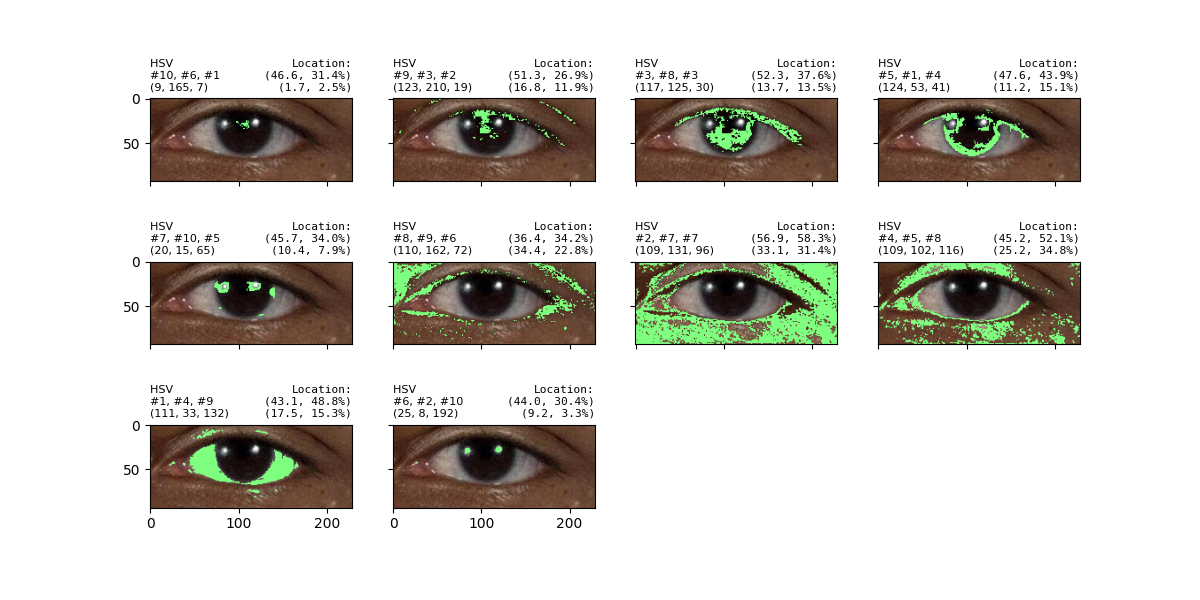 HSV Location:
#10, #6, #1 (46.6, 31.4%)
(9, 165, 7) (1.7, 2.5%)
HSV Location:
#9, #3, #2 (51.3, 26.9%)
(123, 210, 19) (16.8, 11.9%)
HSV Location:
#3, #8, #3 (52.3, 37.6%)
(117, 125, 30) (13.7, 13.5%)
HSV Location:
#5, #1, #4 (47.6, 43.9%)
(124, 53, 41) (11.2, 15.1%)
0
50
HSV Location:
#7, #10, #5 (45.7, 34.0%)
(20, 15, 65) (10.4, 7.9%)
HSV Location:
#8, #9, #6 (36.4, 34.2%)
(110, 162, 72) (34.4, 22.8%)
HSV Location:
#2, #7, #7 (56.9, 58.3%)
(109, 131, 96) (33.1, 31.4%)
HSV Location:
#4, #5, #8 (45.2, 52.1%)
(109, 102, 116) (25.2, 34.8%)
0
50
HSV Location:
#1, #4, #9 (43.1, 48.8%)
(111, 33, 132) (17.5, 15.3%)
HSV Location:
#6, #2, #10 (44.0, 30.4%)
(25, 8, 192) (9.2, 3.3%)
0
50
0 100 200
0 100 200